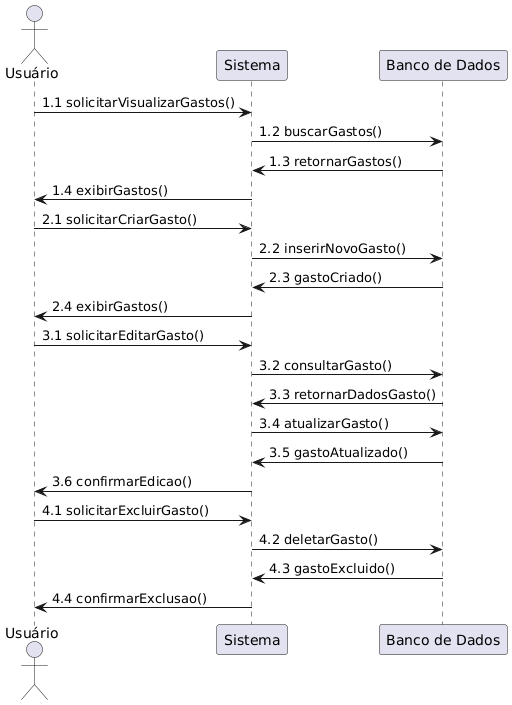 Usuário
Sistema
Banco de Dados
1.1 solicitarVisualizarGastos()
1.2 buscarGastos()
1.3 retornarGastos()
1.4 exibirGastos()
2.1 solicitarCriarGasto()
2.2 inserirNovoGasto()
2.3 gastoCriado()
2.4 exibirGastos()
3.1 solicitarEditarGasto()
3.2 consultarGasto()
3.3 retornarDadosGasto()
3.4 atualizarGasto()
3.5 gastoAtualizado()
3.6 confirmarEdicao()
4.1 solicitarExcluirGasto()
4.2 deletarGasto()
4.3 gastoExcluido()
4.4 confirmarExclusao()
Usuário
Sistema
Banco de Dados